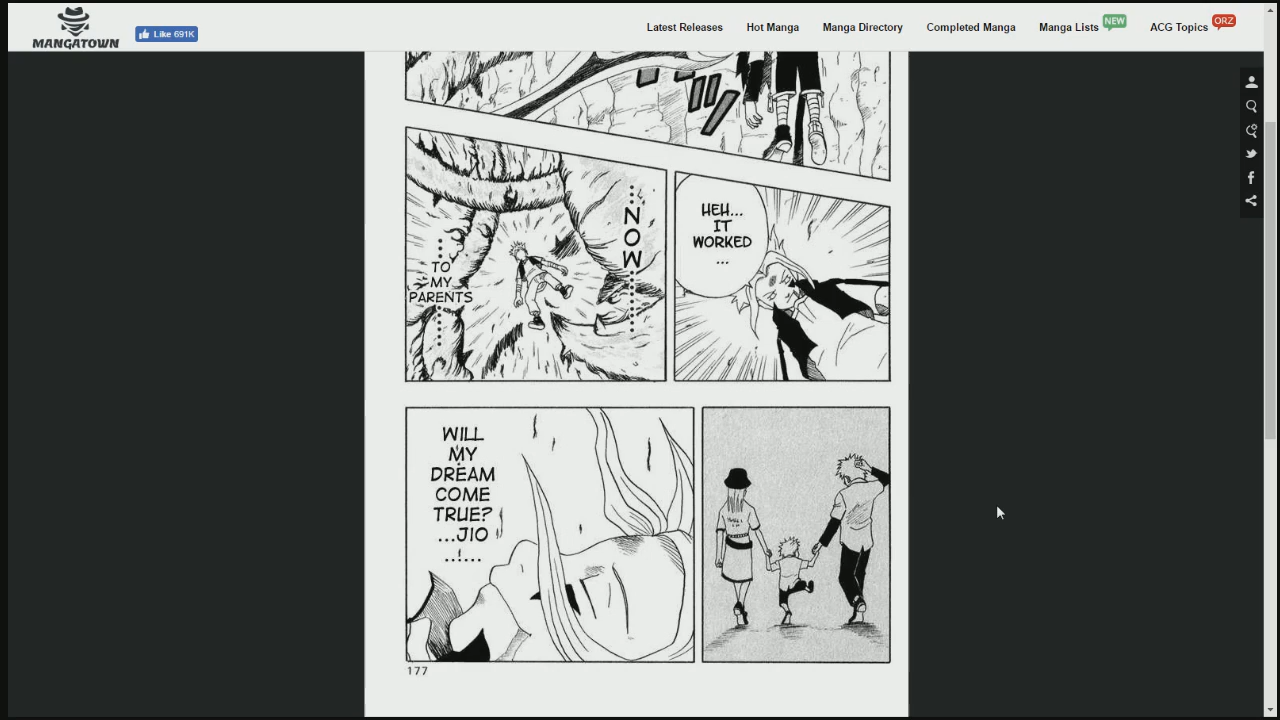 MANGATOWN
Like 691K
Latest Releases
Hot Manga
Manga Directory
Completed Manga
Manga Lists
NEW
ACG Topics
ORZ
HEH...
IT
WORKED
...
...NOW.........
...TO
MY
PARENTS......
WILL
MY
DREAM
COME
TRUE?
...JIO
......
177